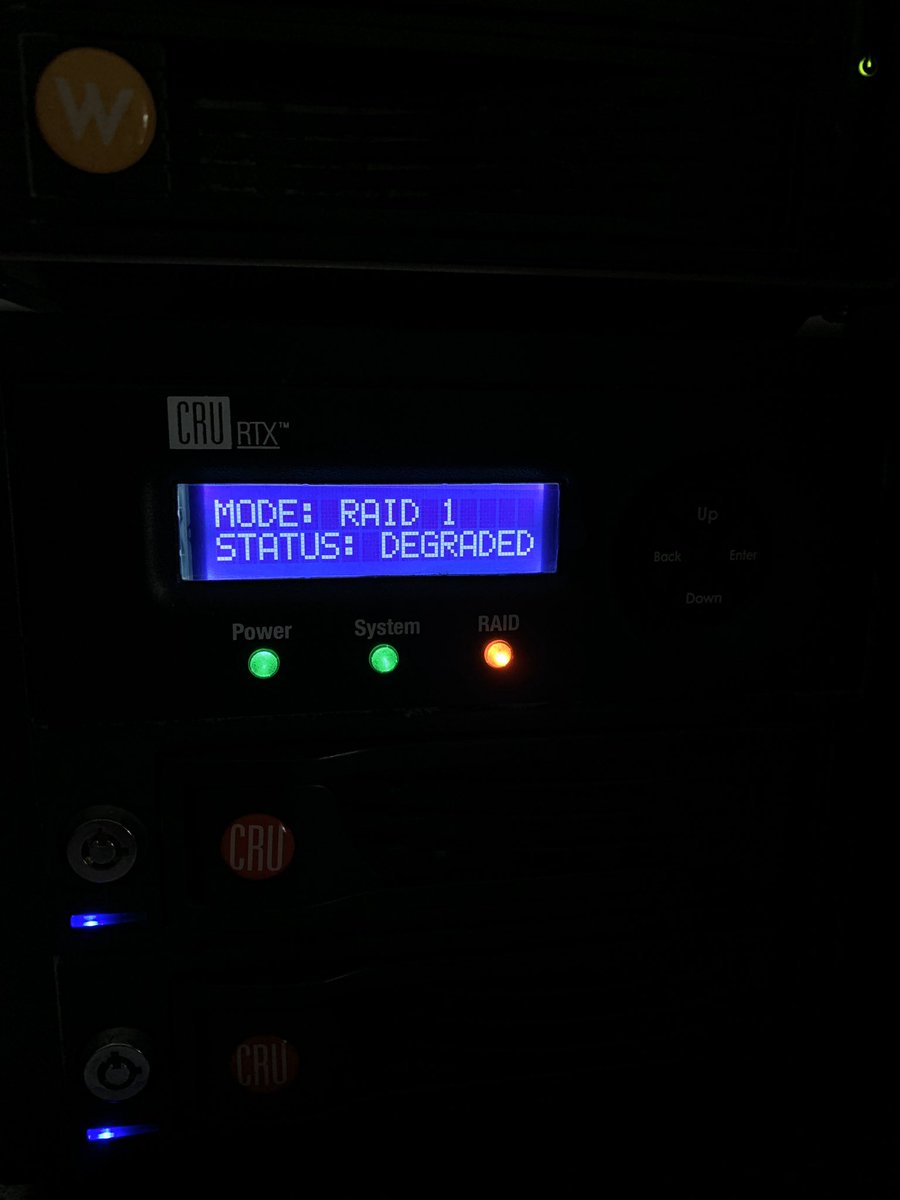 W
CRU RTX™
MODE: RAID 1
STATUS: DEGRADED
Up
Back Enter
Down
Power System RAID
CRU
CRU